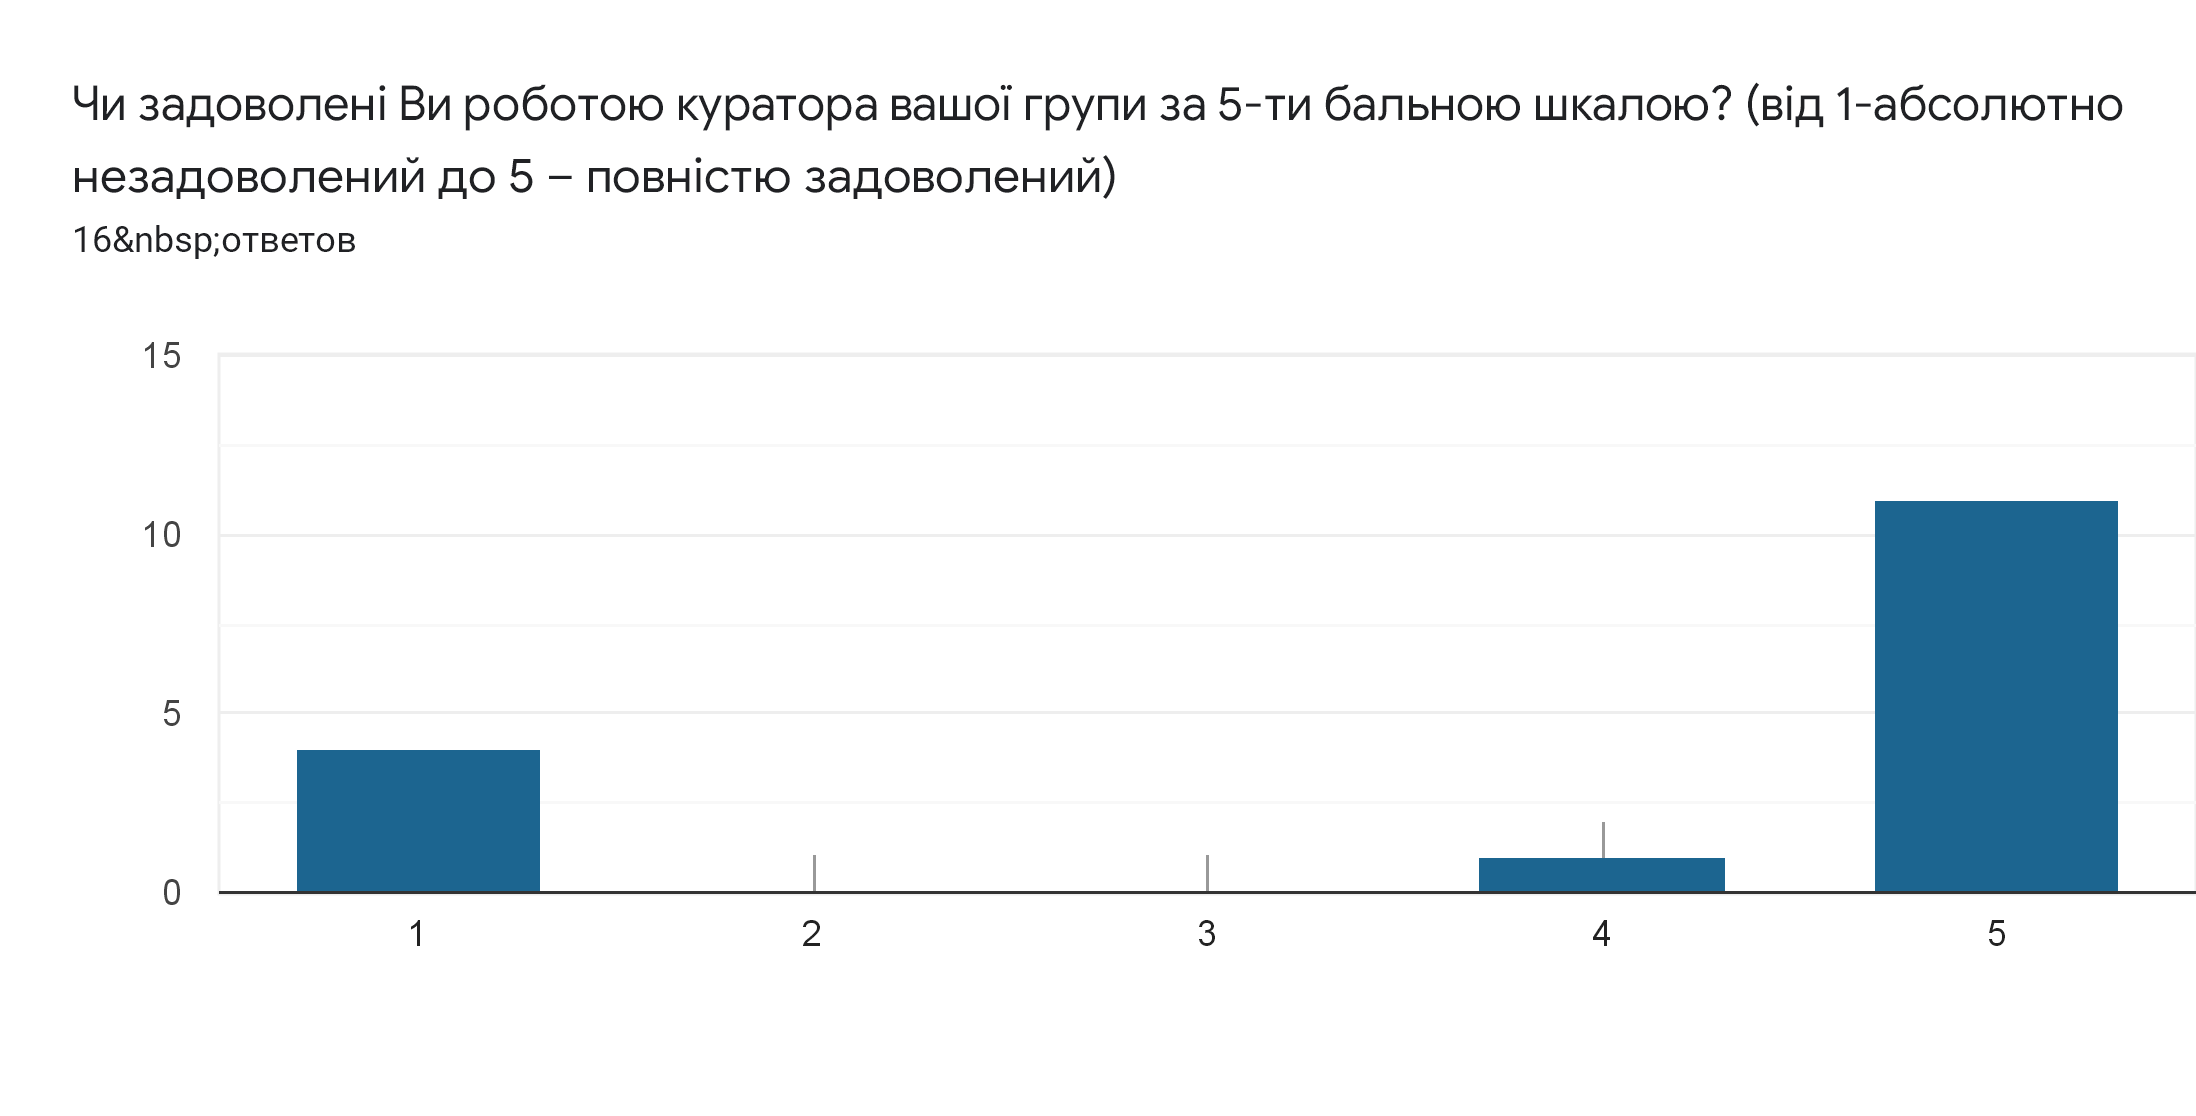 Чи задоволені Ви роботою куратора вашої групи за 5-ти бальною шкалою? (від 1-абсолютно
незадоволений до 5 – повністю задоволений)
16&nbsp;ответов
15
10
5
0
1 2 3 4 5